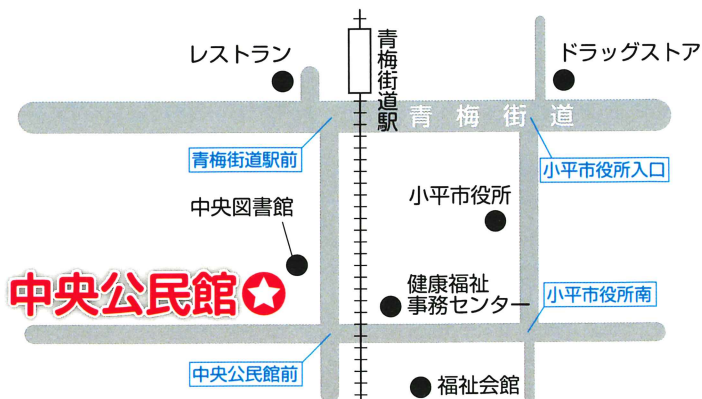 レストラン
青梅街道駅
ドラッグストア
青梅街道
青梅街道駅前
小平市役所入口
中央図書館
小平市役所
中央公民館
健康福祉
事務センター
小平市役所南
中央公民館前
福祉会館